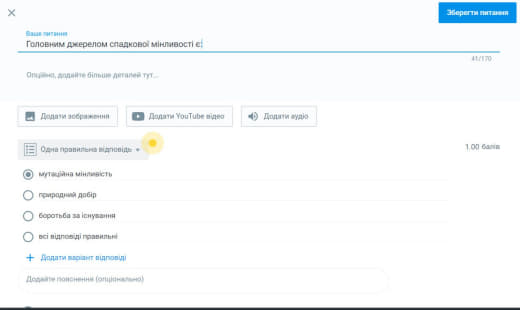 Зберегти питання
Ваше питання
Головним джерелом спадкової мінливості є:
41/170
Опційно, додайте більше деталей тут...
Додати зображення
Додати YouTube відео
Додати аудіо
Одна правильна відповідь
1.00 балів
мутаційна мінливість
природний добір
боротьба за існування
всі відповіді правильні
+ Додати варіант відповіді
Додайте пояснення (опціонально)